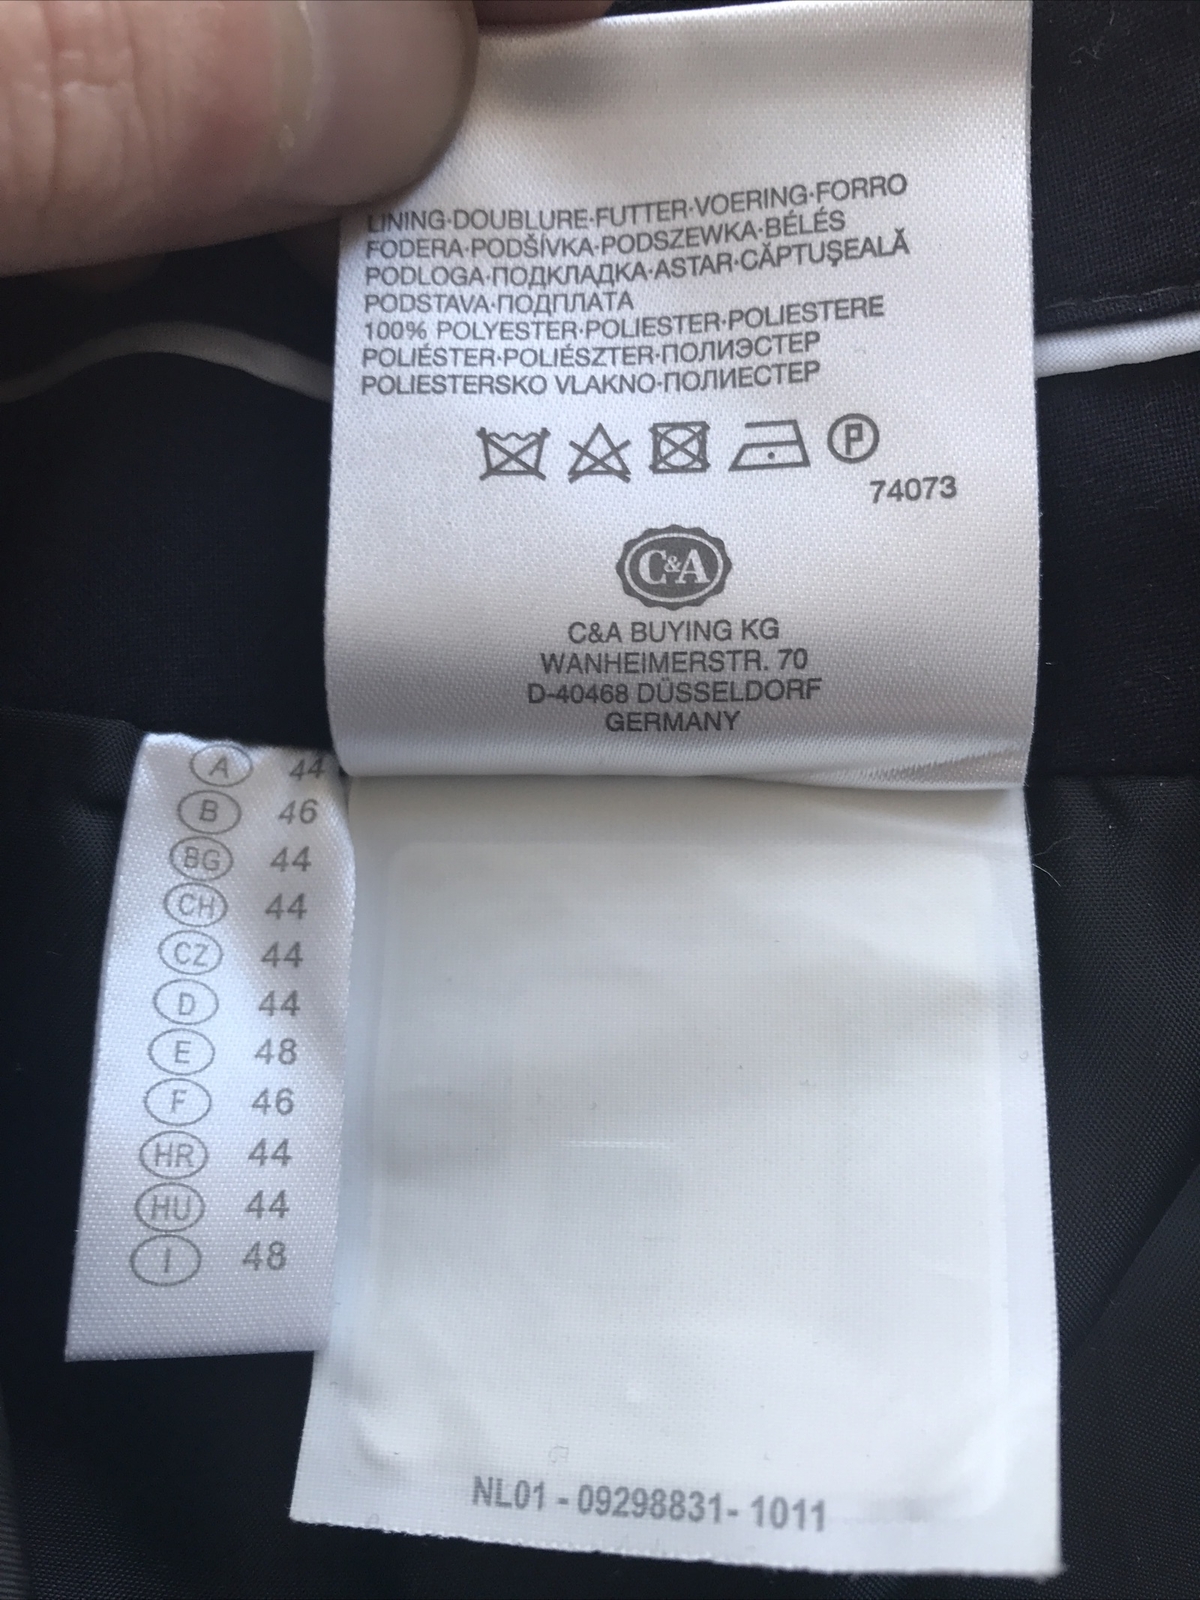 LINING·DOUBLURE·FUTTER·VOERING·FORRO
FODERA·PODŠÍVKA·PODSZEWKA·BÉLÉS
PODLOGA·ПОДКЛАДКА·ASTAR·CĂPTUŞEALĂ
PODSTAVA·ПОДПЛАТА
100% POLYESTER·POLIESTER·POLIESTERE
POLIÉSTER·POLIÉSZTER·ПОЛИЭСТЕР
POLIESTERSKO VLAKNO·ПОЛИЕСТЕР
P
74073
C&A
C&A BUYING KG
WANHEIMERSTR. 70
D-40468 DÜSSELDORF
GERMANY
A 44
B 46
BG 44
CH 44
CZ 44
D 44
E 48
F 46
HR 44
HU 44
I 48
NL01 - 09298831- 1011